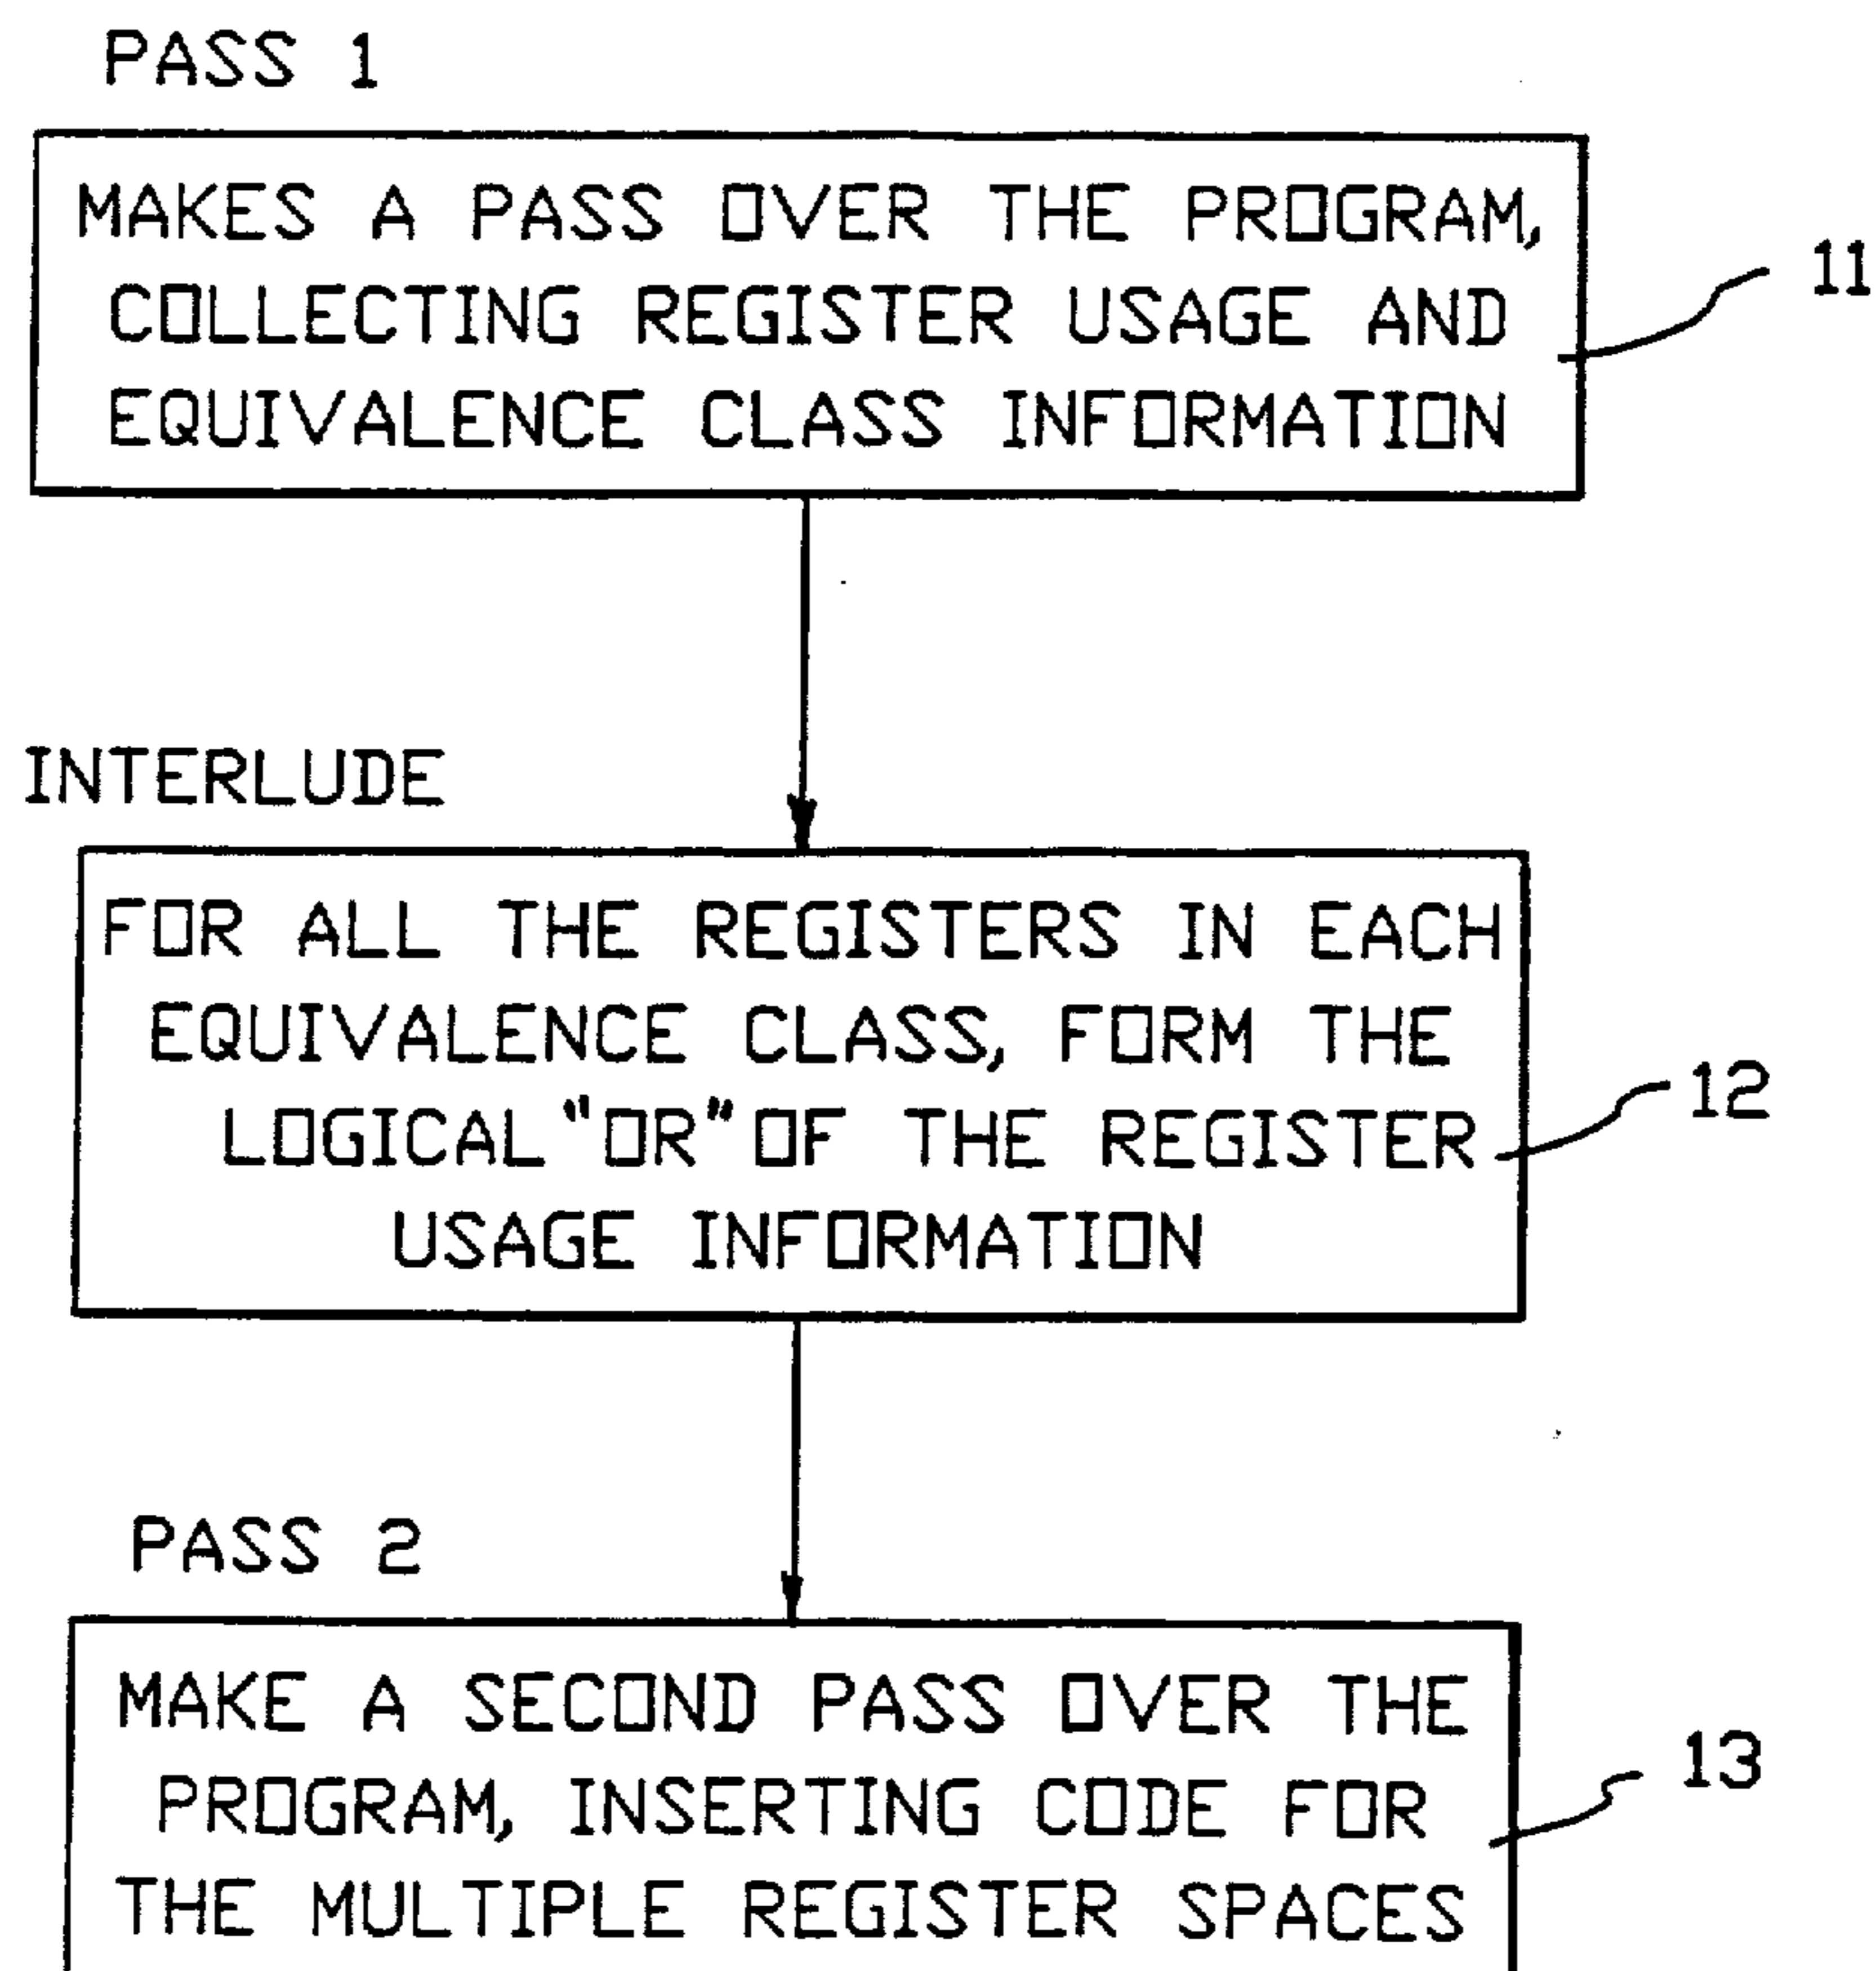 PASS 1
MAKES A PASS OVER THE PROGRAM,
COLLECTING REGISTER USAGE AND
EQUIVALENCE CLASS INFORMATION
11
INTERLUDE
FOR ALL THE REGISTERS IN EACH
EQUIVALENCE CLASS, FORM THE
LOGICAL "OR" OF THE REGISTER
USAGE INFORMATION
12
PASS 2
MAKE A SECOND PASS OVER THE
PROGRAM, INSERTING CODE FOR
THE MULTIPLE REGISTER SPACES
13